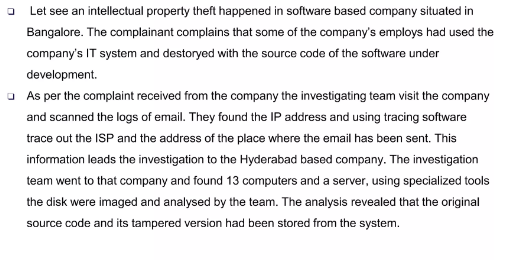 Let see an intellectual property theft happened in software based company situated in
Bangalore. The complainant complains that some of the company's employs had used the
company's IT system and destoryed with the source code of the software under
development.
As per the complaint received from the company the investigating team visit the company
and scanned the logs of email. They found the IP address and using tracing software
trace out the ISP and the address of the place where the email has been sent. This
information leads the investigation to the Hyderabad based company. The investigation
team went to that company and found 13 computers and a server, using specialized tools
the disk were imaged and analysed by the team. The analysis revealed that the original
source code and its tampered version had been stored from the system.